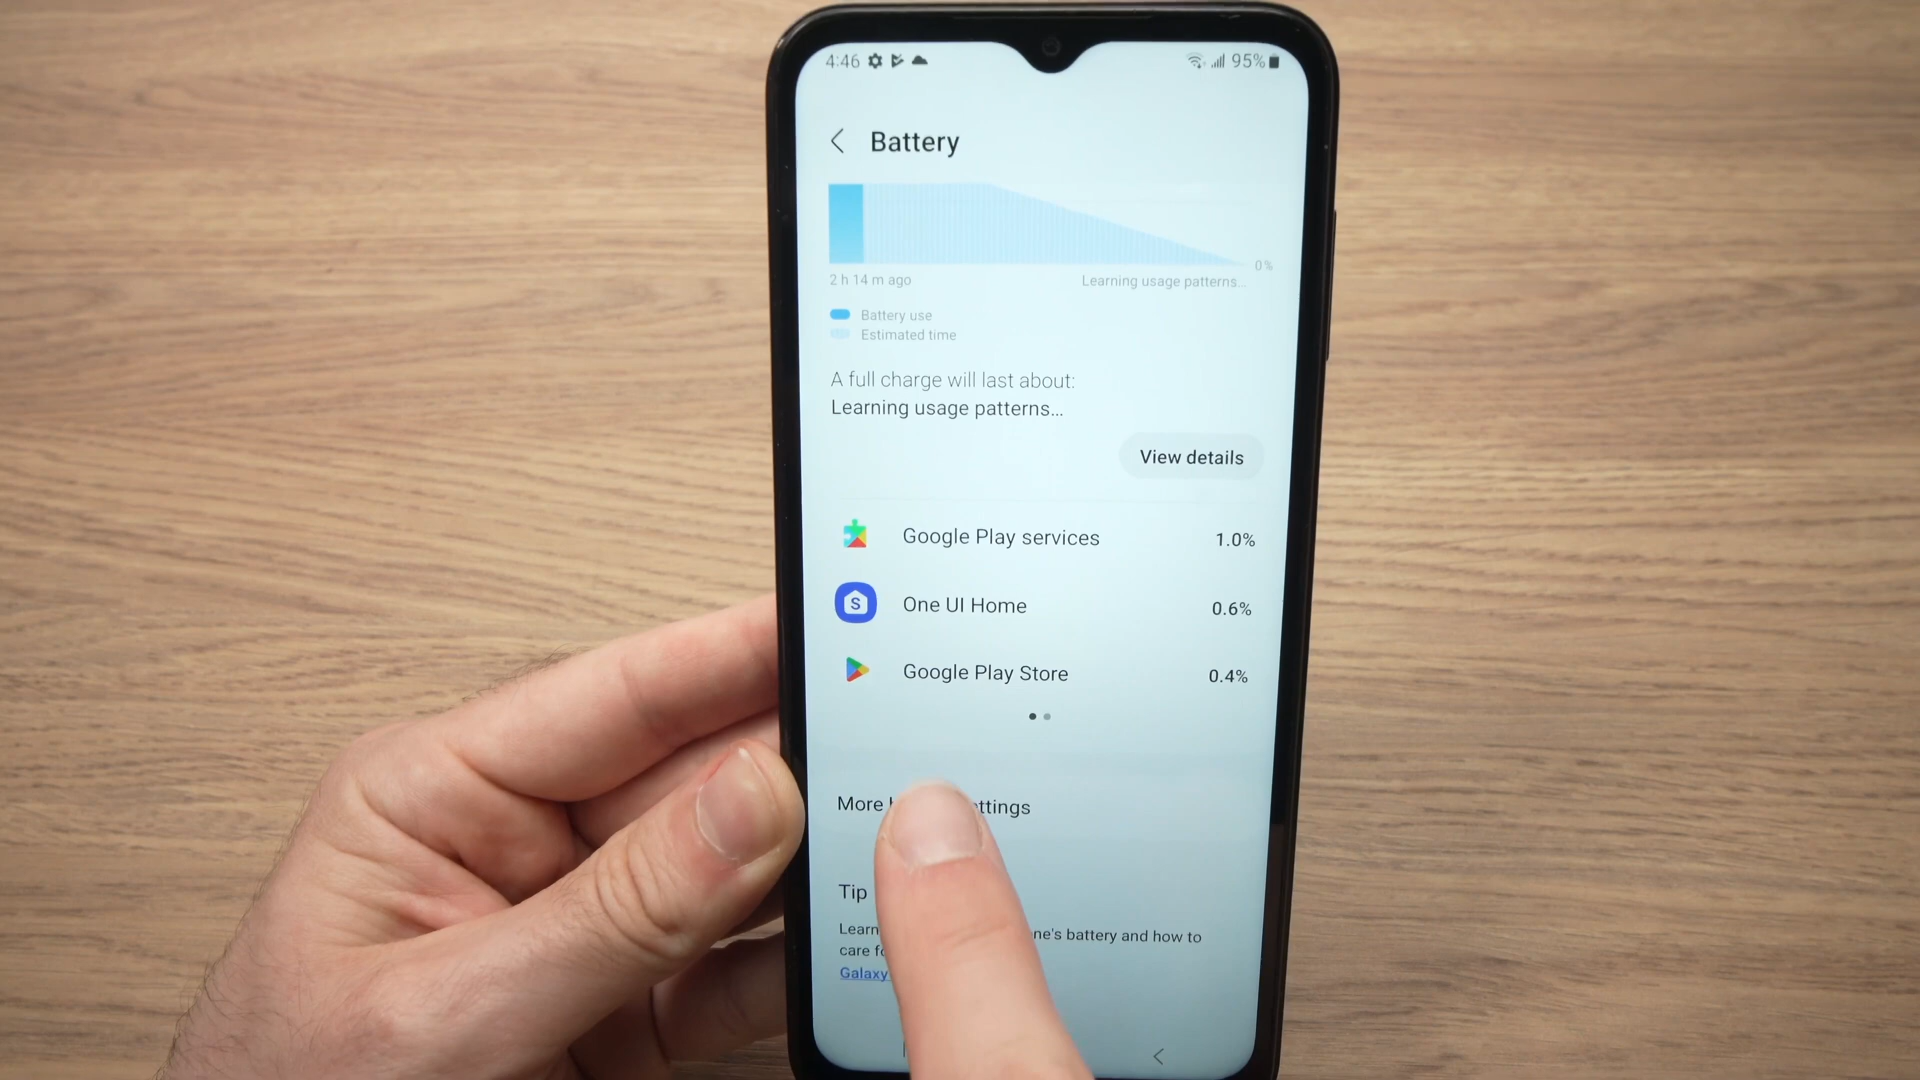 4:46 95%
Battery
0%
2 h 14 m ago Learning usage patterns...
Battery use
Estimated time
A full charge will last about:
Learning usage patterns...
View details
Google Play services 1.0%
S One UI Home 0.6%
Google Play Store 0.4%
More ttings
Tip
Learn ne's battery and how to
care
Galaxy